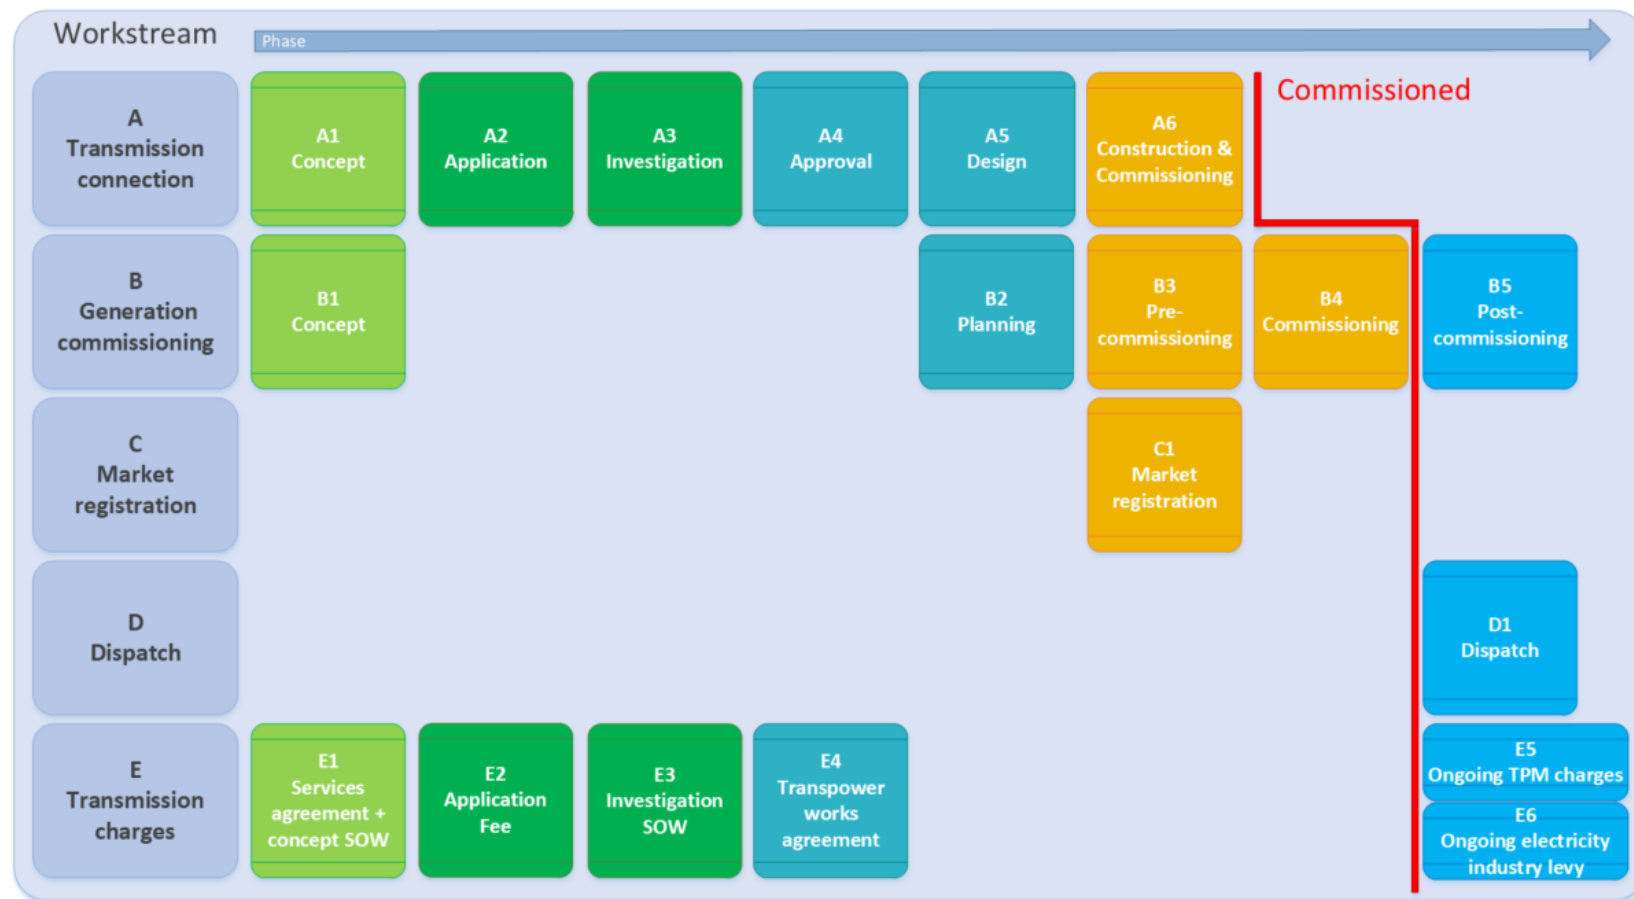 Workstream
Phase
Commissioned
A
Transmission
connection
A1
Concept
A2
Application
A3
Investigation
A4
Approval
A5
Design
A6
Construction &
Commissioning
B
Generation
commissioning
B1
Concept
B2
Planning
B3
Pre-
commissioning
B4
Commissioning
B5
Post-
commissioning
C
Market
registration
C1
Market
registration
D
Dispatch
D1
Dispatch
E
Transmission
charges
E1
Services
agreement +
concept SOW
E2
Application
Fee
E3
Investigation
SOW
E4
Transpower
works
agreement
E5
Ongoing TPM charges
E6
Ongoing electricity
industry levy